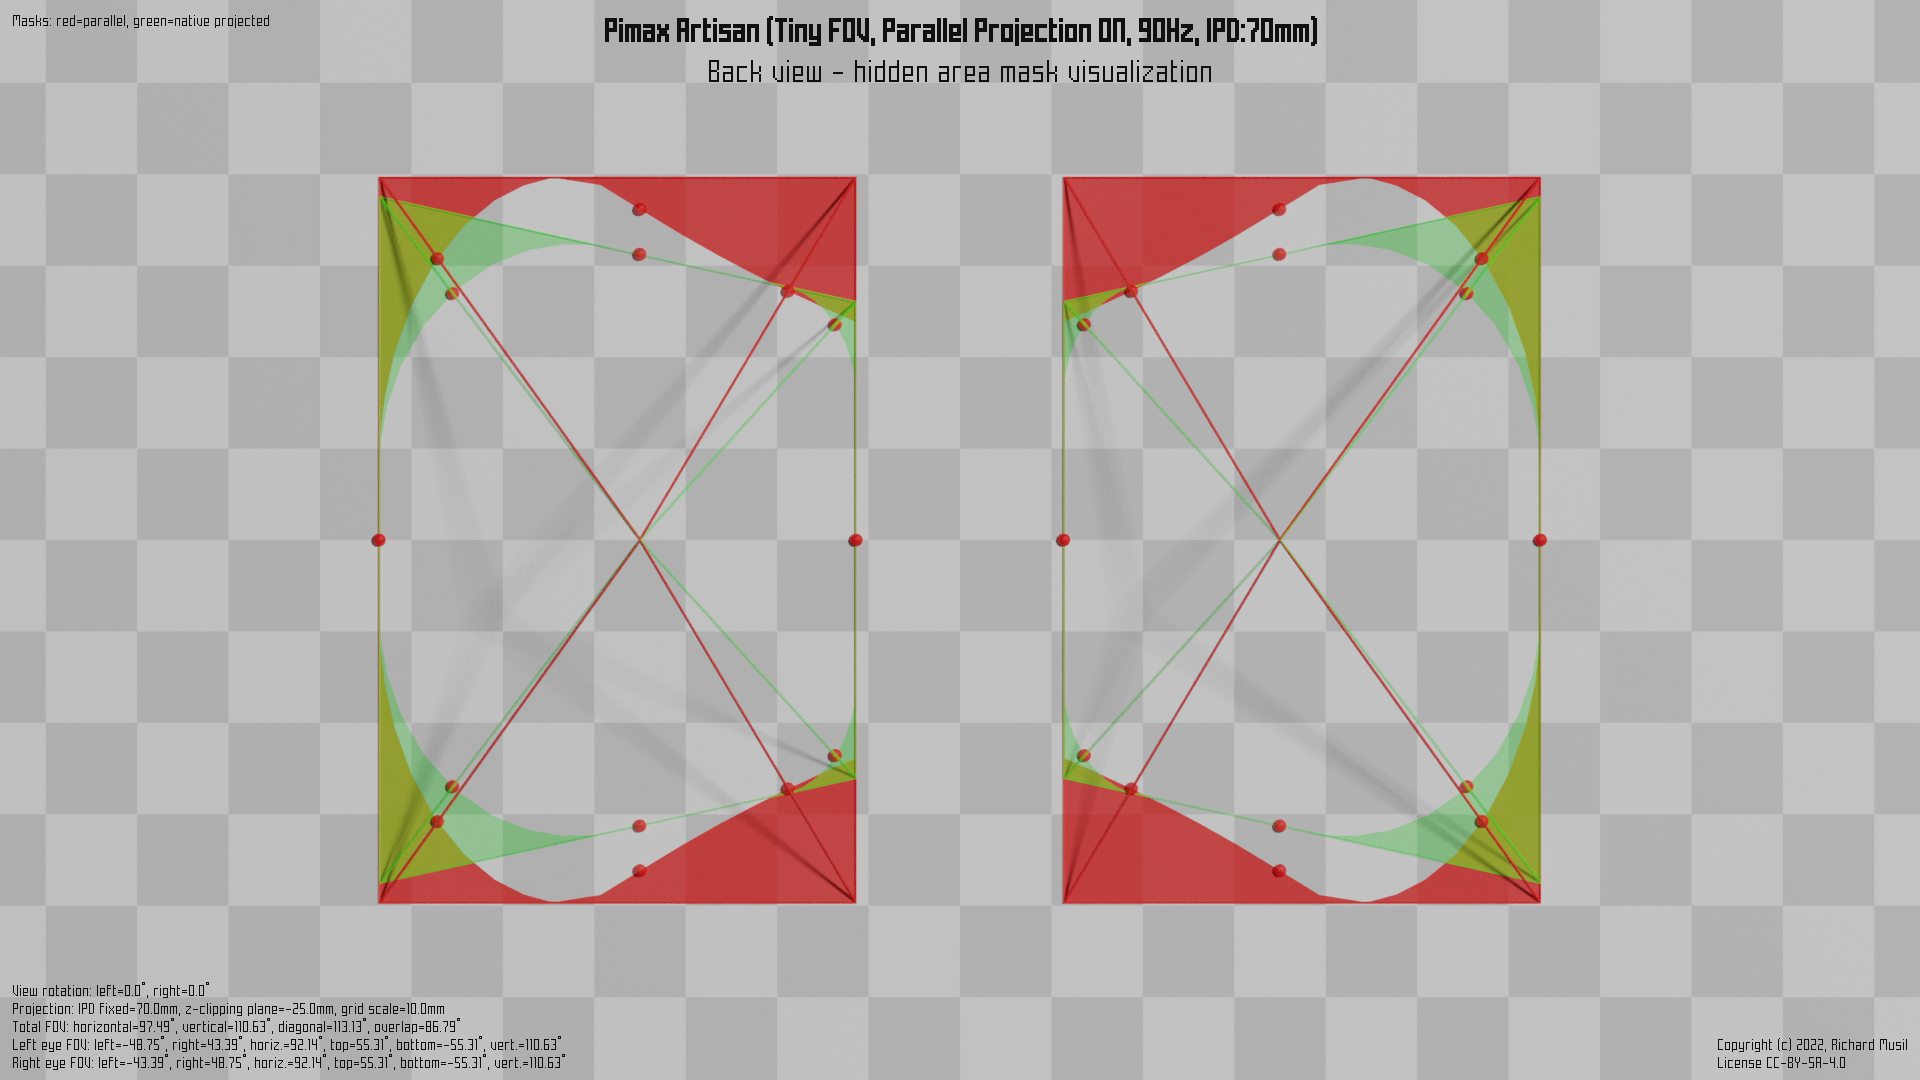 Masks: red=parallel, green=native projected
Pimax Artisan (Tiny FOV, Parallel Projection ON, 90Hz, IPD:70mm)
Back view - hidden area mask visualization
View rotation: left=0.0°, right=0.0°
Projection: IPD fixed=70.0mm, z-clipping plane=-25.0mm, grid scale=10.0mm
Total FOV: horizontal=97.49°, vertical=110.63°, diagonal=113.13°, overlap=86.79°
Left eye FOV: left=-48.75°, right=43.39°, horiz.=92.14°, top=55.31°, bottom=-55.31°, vert.=110.63°
Right eye FOV: left=-43.39°, right=48.75°, horiz.=92.14°, top=55.31°, bottom=-55.31°, vert.=110.63°
Copyright (c) 2022, Richard Musil
License CC-BY-SA-4.0